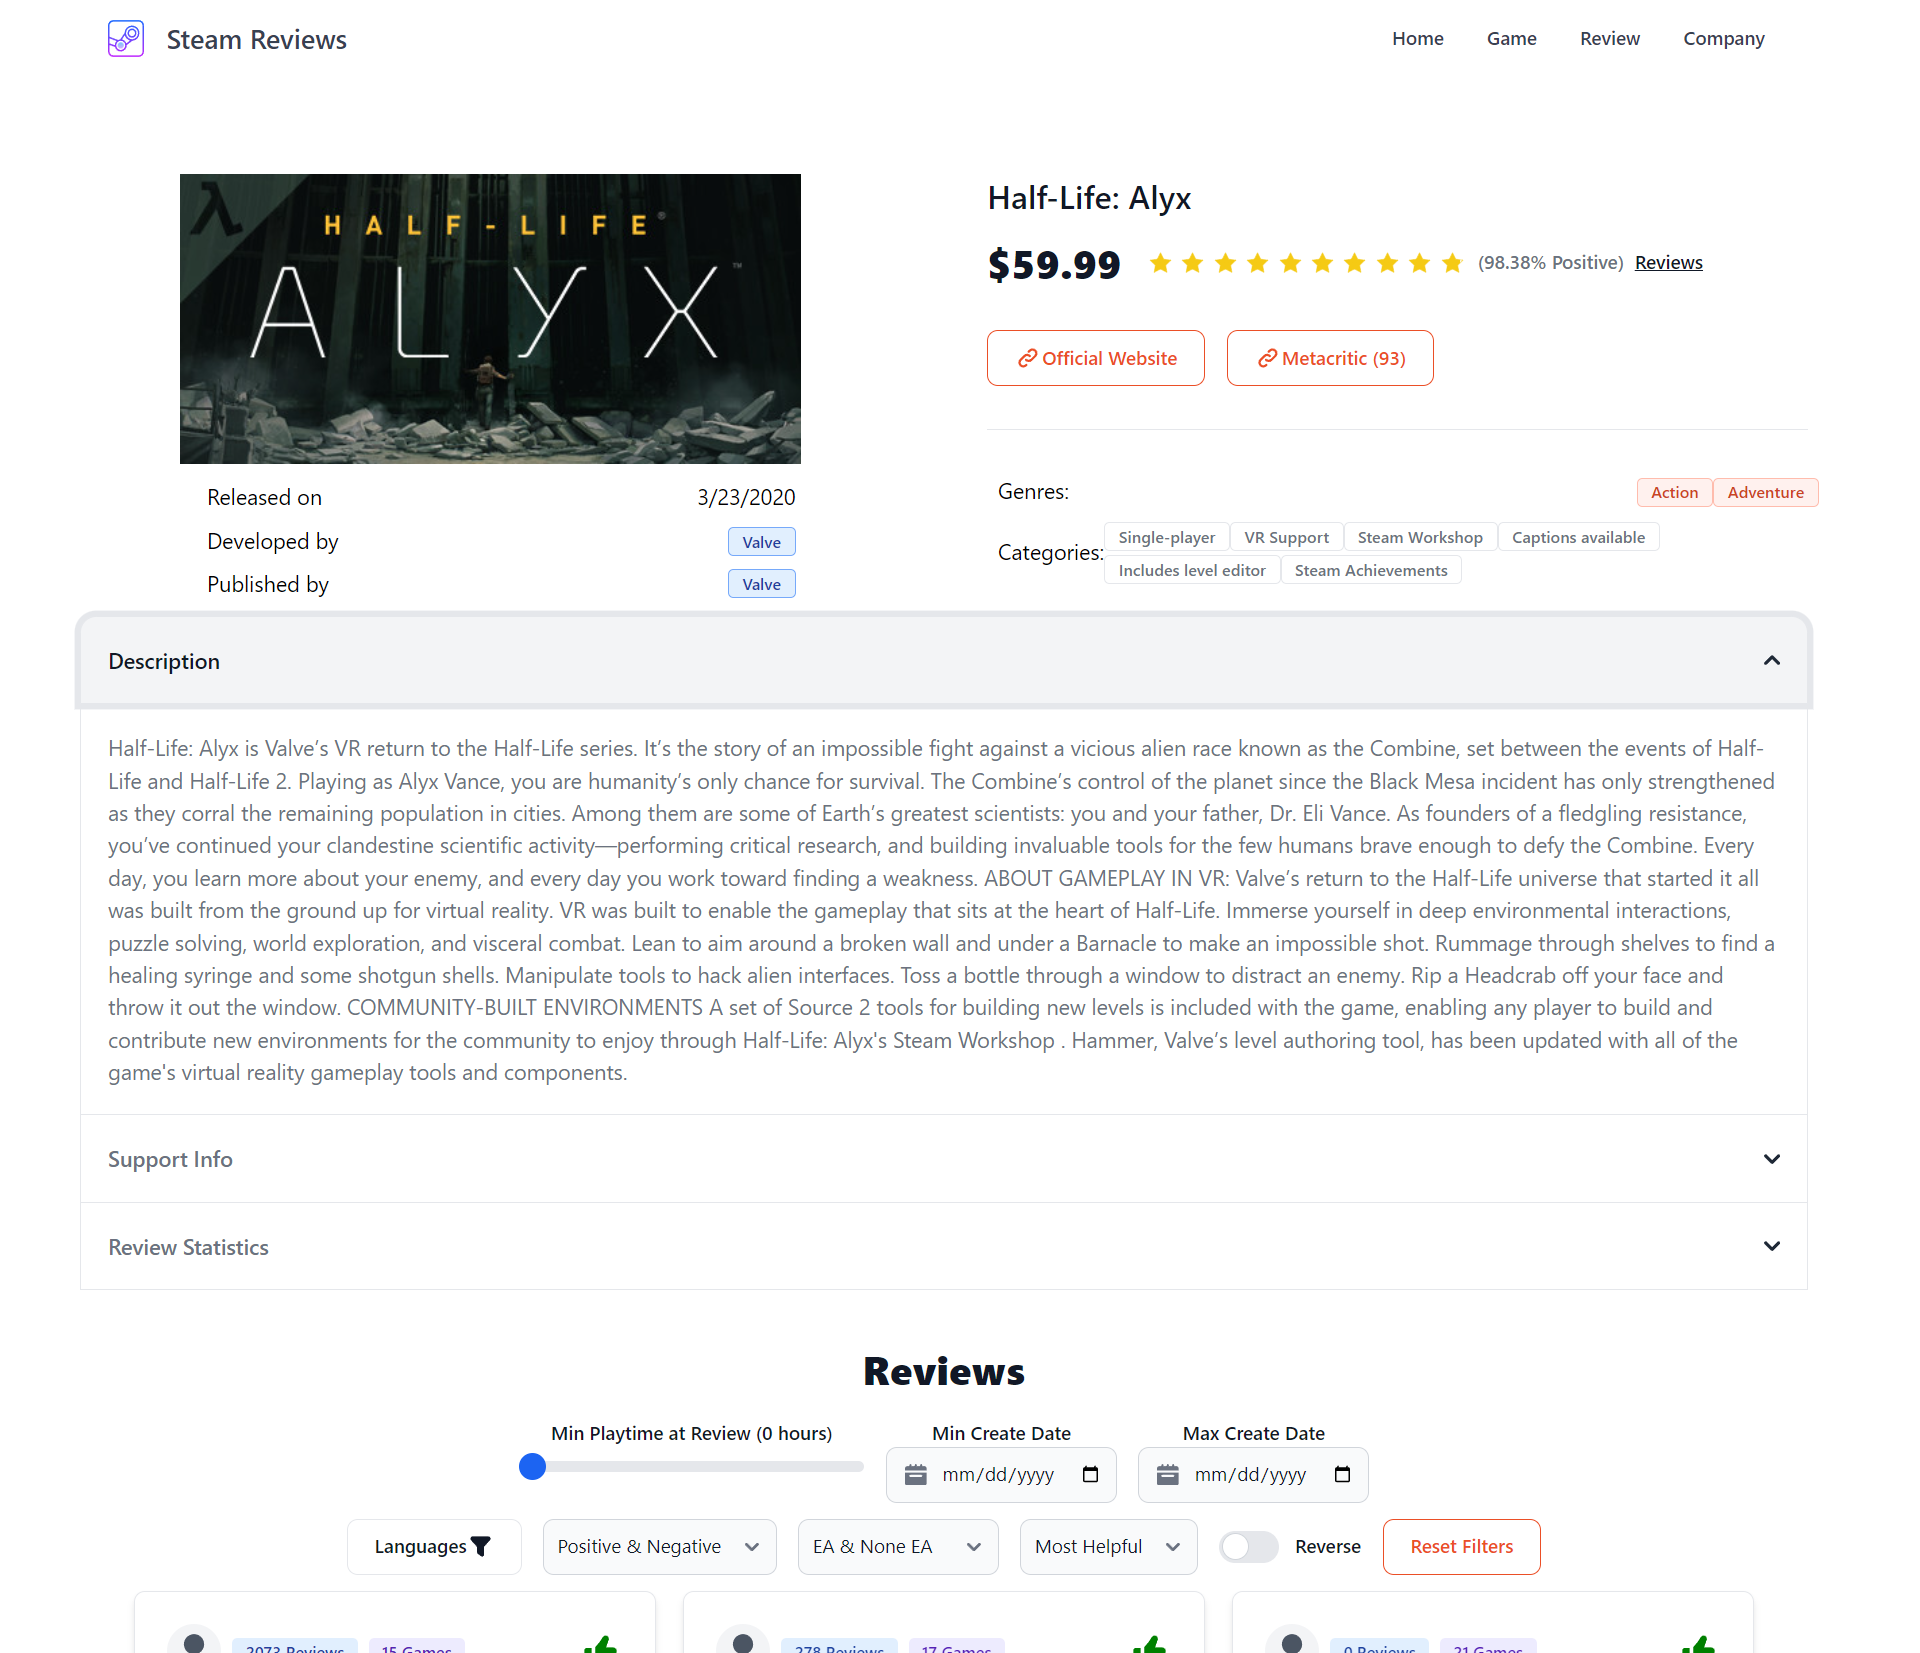 Steam Reviews
Home Game Review Company
HALF-LIFE®
ALYX™
Half-Life: Alyx
$59.99 (98.38% Positive) Reviews
Official Website Metacritic (93)
Released on 3/23/2020
Developed by Valve
Published by Valve
Genres: Action Adventure
Categories: Single-player VR Support Steam Workshop Captions available
Includes level editor Steam Achievements
Description
Half-Life: Alyx is Valve’s VR return to the Half-Life series. It’s the story of an impossible fight against a vicious alien race known as the Combine, set between the events of Half-
Life and Half-Life 2. Playing as Alyx Vance, you are humanity’s only chance for survival. The Combine’s control of the planet since the Black Mesa incident has only strengthened
as they corral the remaining population in cities. Among them are some of Earth’s greatest scientists: you and your father, Dr. Eli Vance. As founders of a fledgling resistance,
you’ve continued your clandestine scientific activity—performing critical research, and building invaluable tools for the few humans brave enough to defy the Combine. Every
day, you learn more about your enemy, and every day you work toward finding a weakness. ABOUT GAMEPLAY IN VR: Valve’s return to the Half-Life universe that started it all
was built from the ground up for virtual reality. VR was built to enable the gameplay that sits at the heart of Half-Life. Immerse yourself in deep environmental interactions,
puzzle solving, world exploration, and visceral combat. Lean to aim around a broken wall and under a Barnacle to make an impossible shot. Rummage through shelves to find a
healing syringe and some shotgun shells. Manipulate tools to hack alien interfaces. Toss a bottle through a window to distract an enemy. Rip a Headcrab off your face and
throw it out the window. COMMUNITY-BUILT ENVIRONMENTS A set of Source 2 tools for building new levels is included with the game, enabling any player to build and
contribute new environments for the community to enjoy through Half-Life: Alyx's Steam Workshop . Hammer, Valve’s level authoring tool, has been updated with all of the
game's virtual reality gameplay tools and components.
Support Info
Review Statistics
Reviews
Min Playtime at Review (0 hours) Min Create Date Max Create Date
mm/dd/yyyy mm/dd/yyyy
Languages Positive & Negative EA & None EA Most Helpful Reverse Reset Filters
2073 Reviews 15 Games 278 Reviews 17 Games 0 Reviews 21 Games